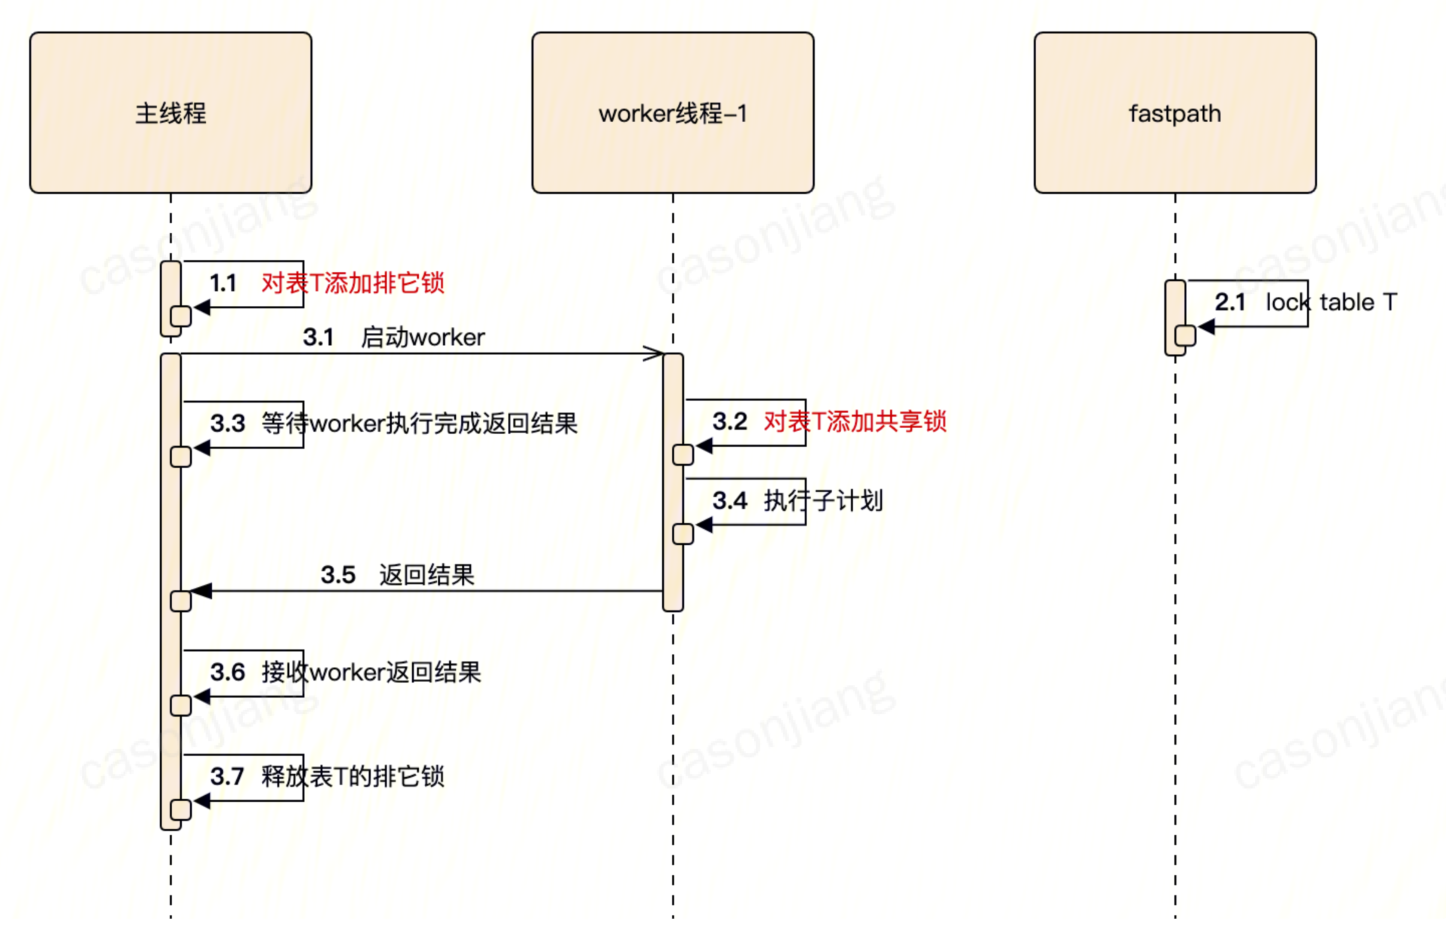 主线程
worker线程-1
fastpath
casonjiang
casonjiang
casonjiang
1.1 对表T添加排它锁
2.1 lock table T
3.1 启动worker
3.3 等待worker执行完成返回结果
3.2 对表T添加共享锁
3.4 执行子计划
3.5 返回结果
3.6 接收worker返回结果
3.7 释放表T的排它锁
casonjiang
casonjiang
casonjiang